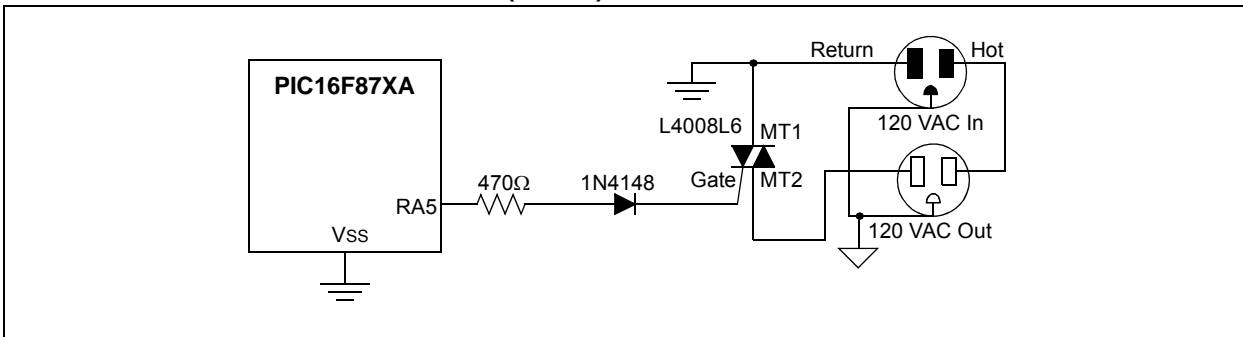 Return Hot
PIC16F87XA
120 VAC In
L4008L6 MT1
Gate MT2
470Ω 1N4148
RA5
VSS
120 VAC Out